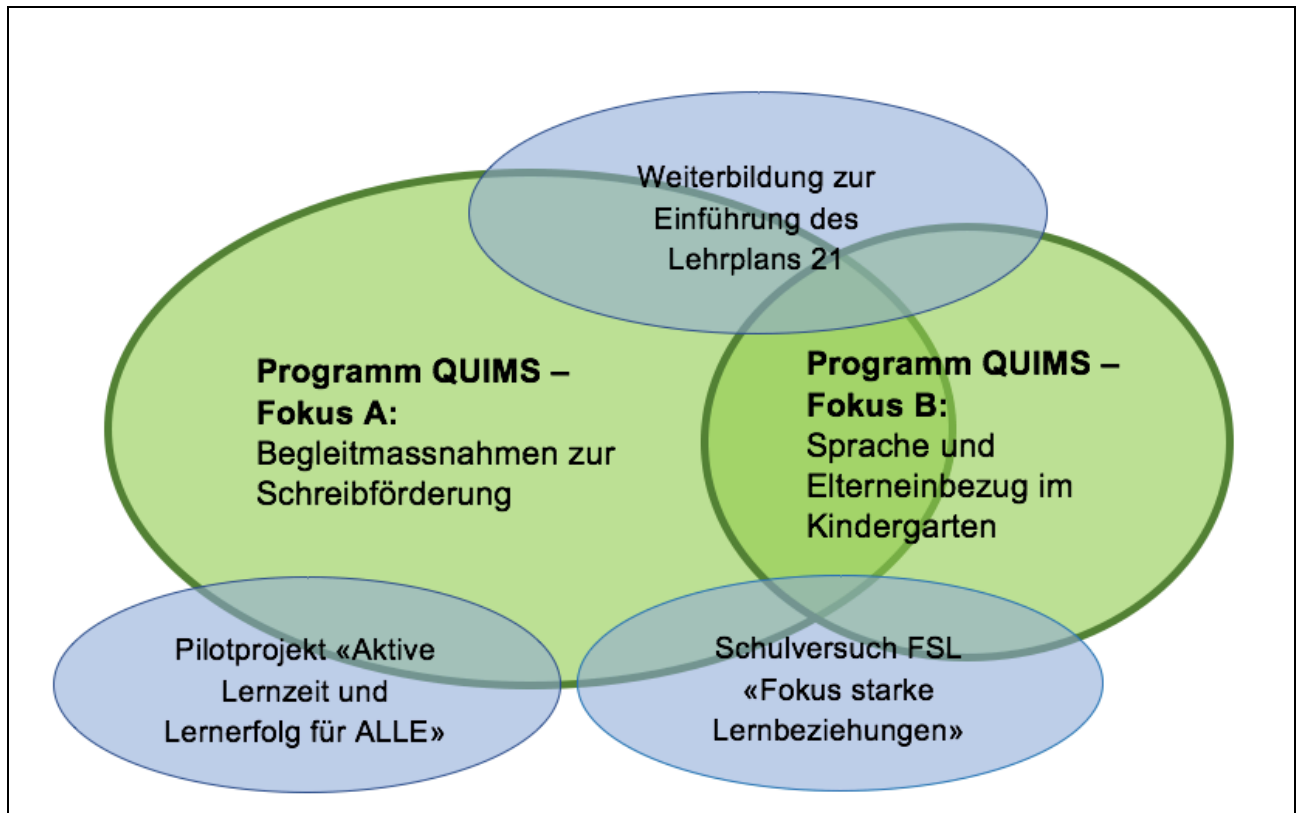 Weiterbildung zur
Einführung des
Lehrplans 21
Programm QUIMS –
Fokus A:
Begleitmassnahmen zur
Schreibförderung
Programm QUIMS –
Fokus B:
Sprache und
Elterneinbezug im
Kindergarten
Pilotprojekt «Aktive
Lernzeit und
Lernerfolg für ALLE»
Schulversuch FSL
«Fokus starke
Lernbeziehungen»